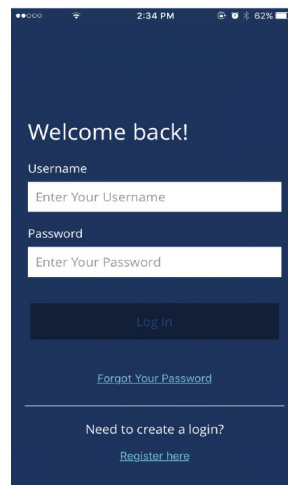 2:34 PM
62%
Welcome back!
Username
Enter Your Username
Password
Enter Your Password
Log in
Forgot Your Password
Need to create a login?
Register here